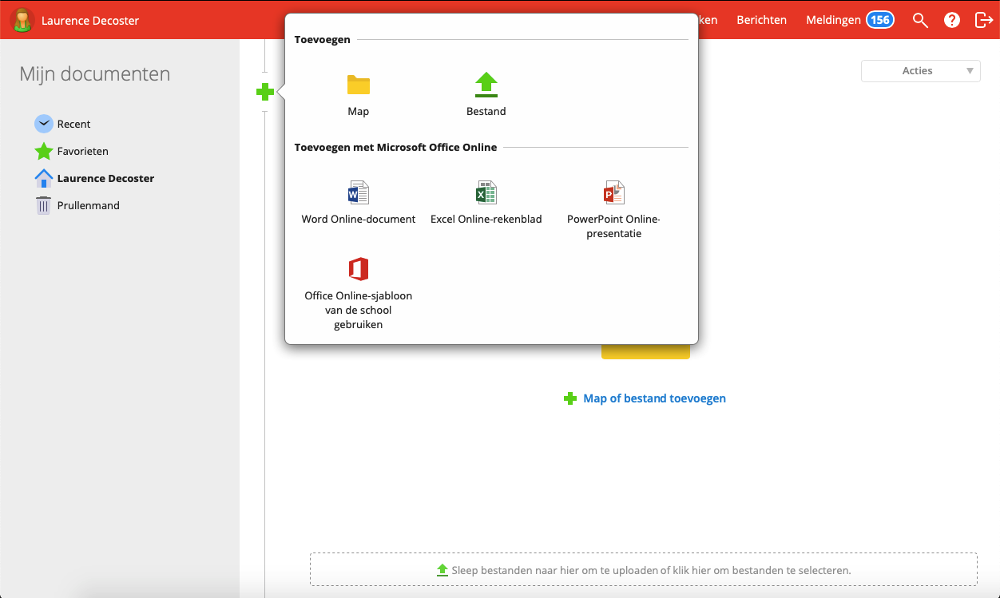 Laurence Decoster
Berichten
Meldingen 156
Mijn documenten
Recent
Favorieten
Laurence Decoster
Prullenmand
Toevoegen
Map
Bestand
Toevoegen met Microsoft Office Online
Word Online-document
Excel Online-rekenblad
PowerPoint Online-
presentatie
Office Online-sjabloon
van de school
gebruiken
Acties
Map of bestand toevoegen
Sleep bestanden naar hier om te uploaden of klik hier om bestanden te selecteren.